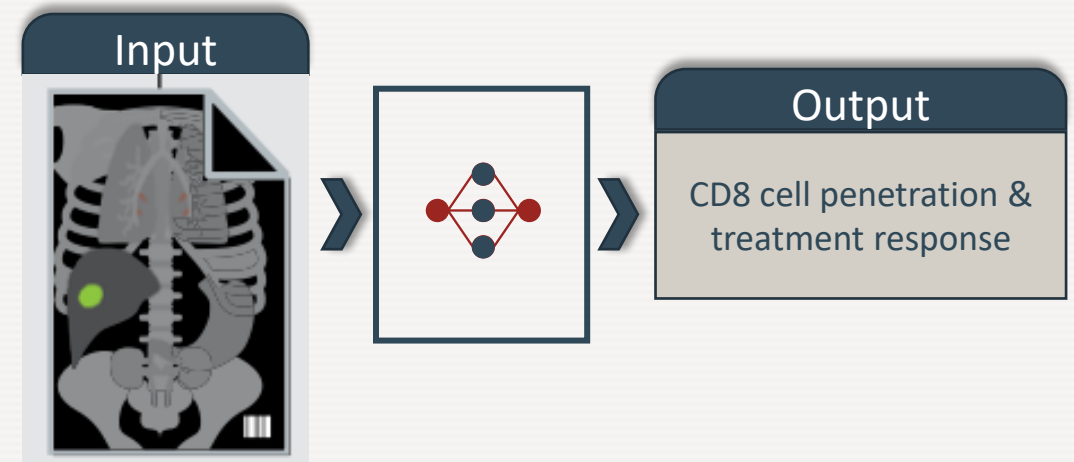 Input
Output
CD8 cell penetration &
treatment response